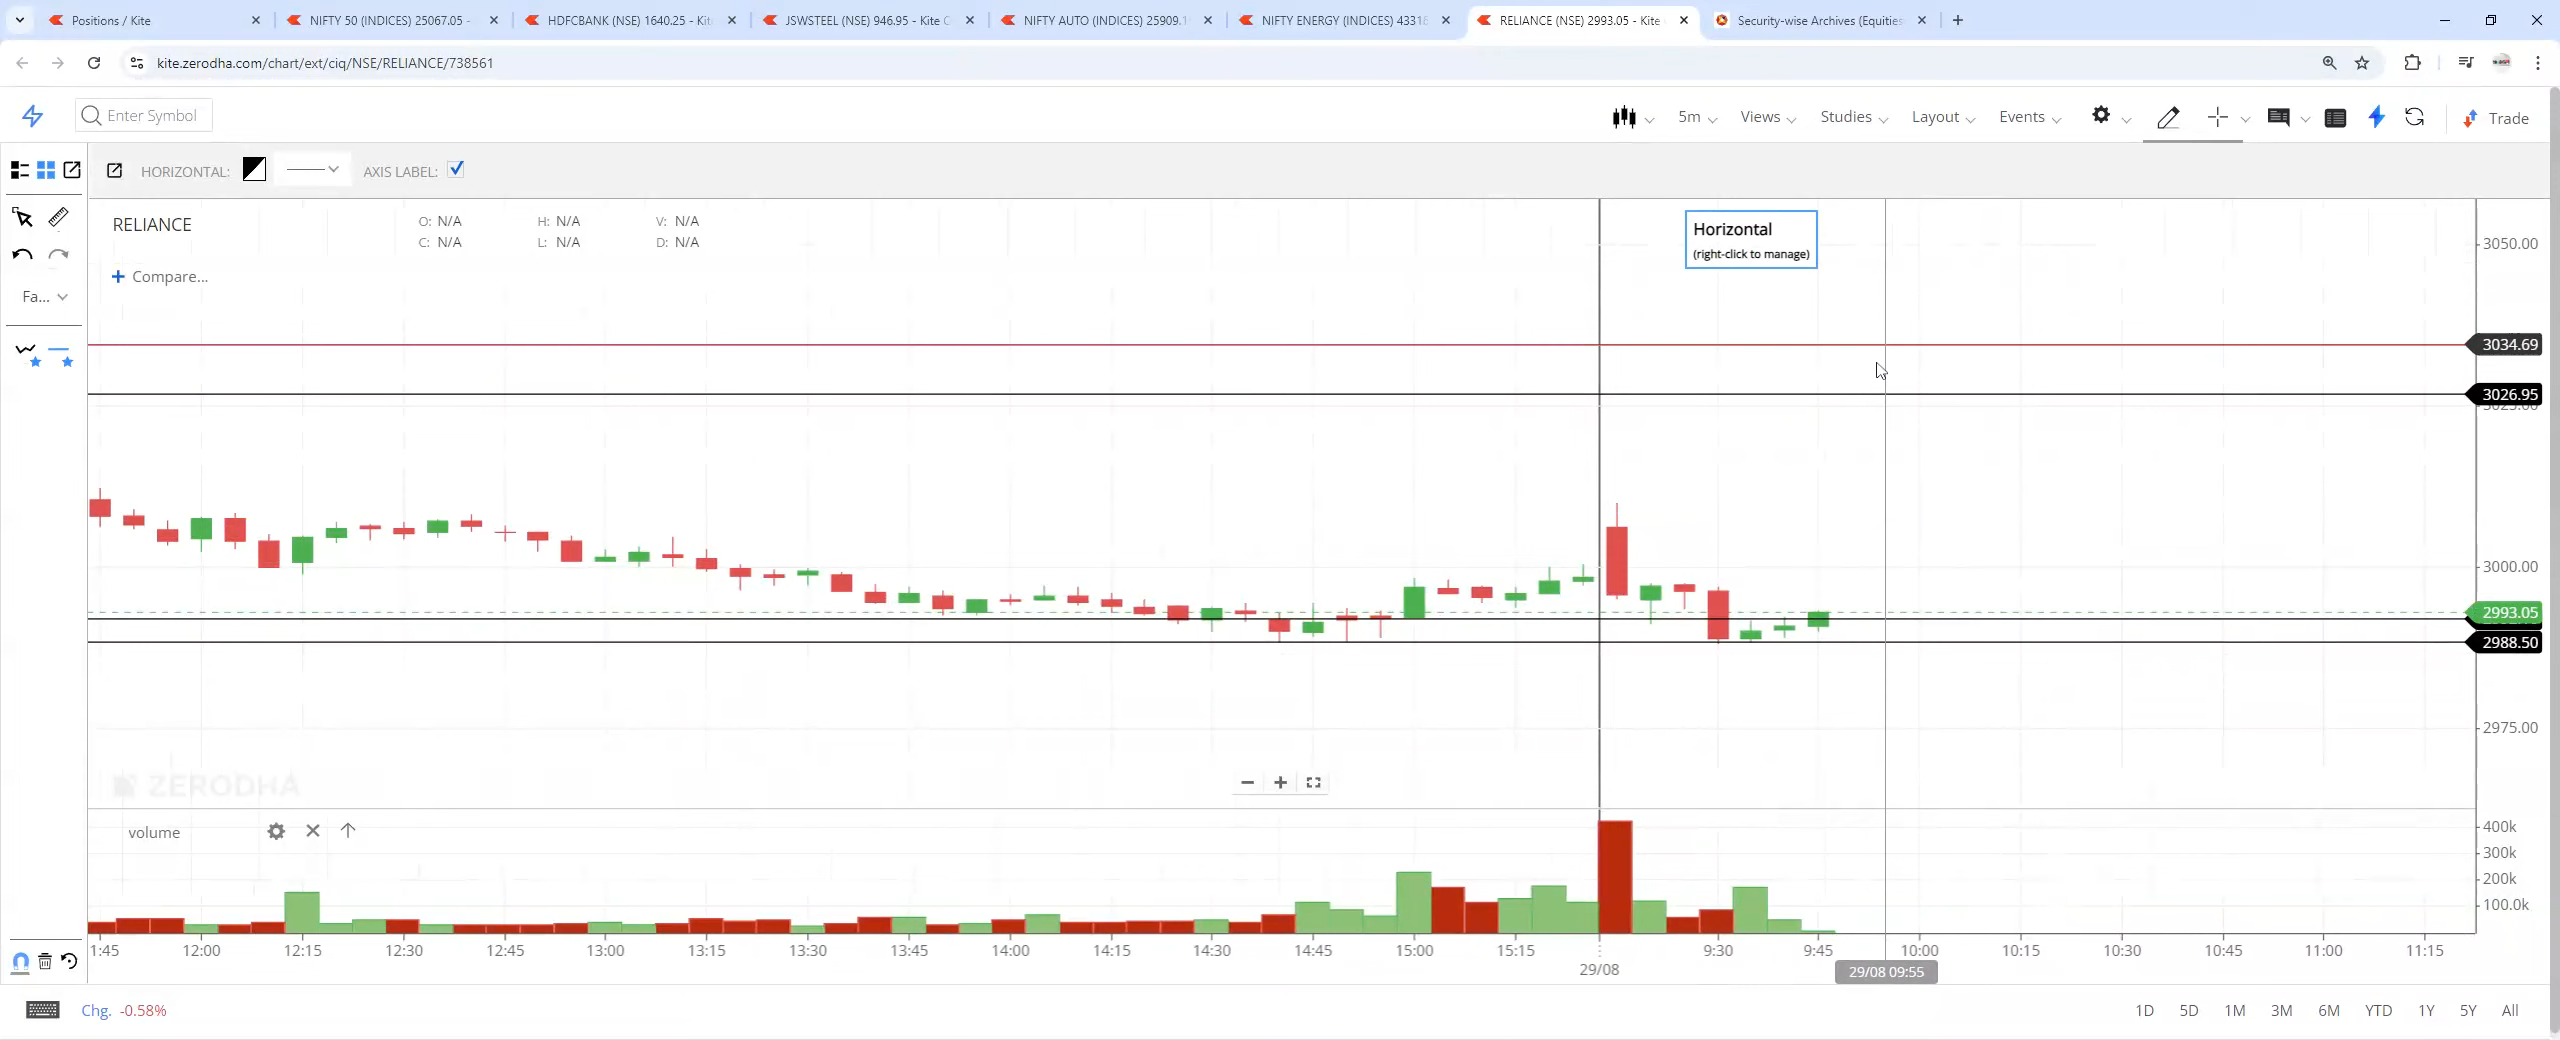 Positions / Kite
NIFTY 50 (INDICES) 25067.05 -
HDFCBANK (NSE) 1640.25 - Kit
JSWSTEEL (NSE) 946.95 - Kite C
NIFTY AUTO (INDICES) 25909.1
NIFTY ENERGY (INDICES) 43318
RELIANCE (NSE) 2993.05 - Kite
Security-wise Archives (Equities
kite.zerodha.com/chart/ext/ciq/NSE/RELIANCE/738561
Enter Symbol
5m
Views
Studies
Layout
Events
Trade
HORIZONTAL:
AXIS LABEL:
RELIANCE
O: N/A
H: N/A
V: N/A
C: N/A
L: N/A
D: N/A
Horizontal
(right-click to manage)
Compare...
Fa...
3050.00
3034.69
3026.95
3025.00
3000.00
2993.05
2988.50
2975.00
ZERODHA
volume
400k
300k
200k
100.0k
1:45
12:00
12:15
12:30
12:45
13:00
13:15
13:30
13:45
14:00
14:15
14:30
14:45
15:00
15:15
29/08
9:30
9:45
10:00
10:15
10:30
10:45
11:00
11:15
29/08 09:55
Chg. -0.58%
1D
5D
1M
3M
6M
YTD
1Y
5Y
All